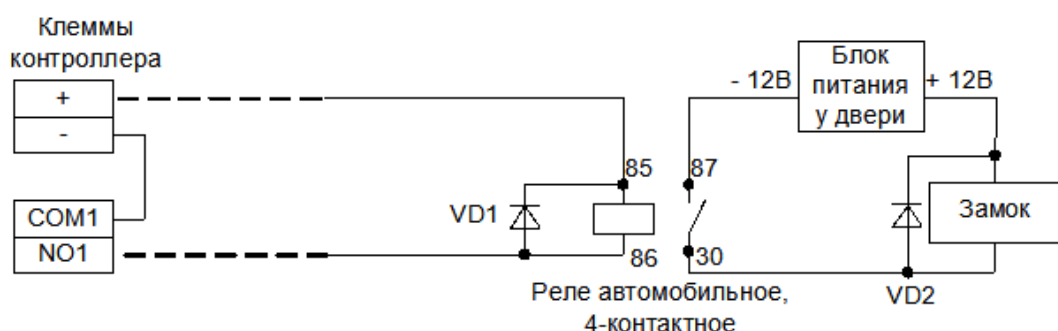 Клеммы
контроллера
+
-
COM1
NO1
VD1
85
86
87
30
Реле автомобильное,
4-контактное
- 12В
Блок
питания
у двери
+ 12В
Замок
VD2